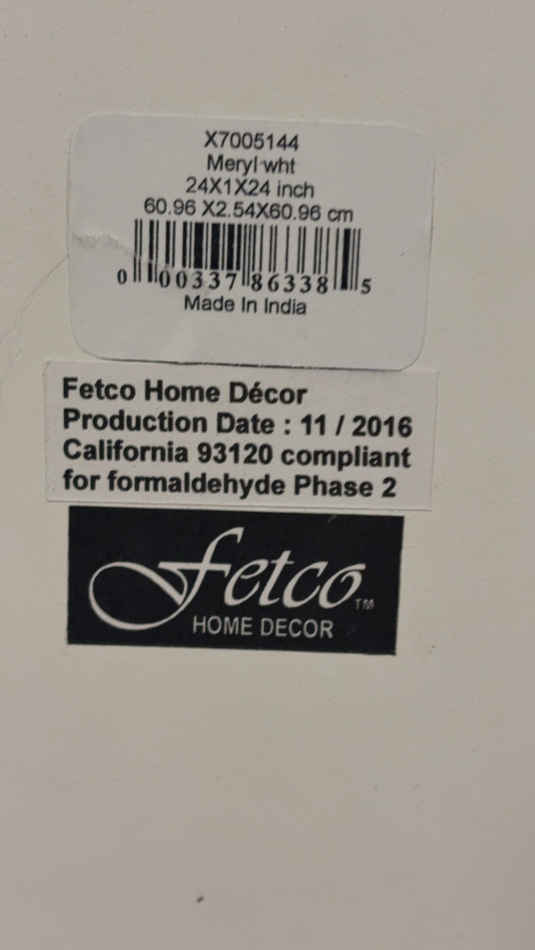 X7005144
Meryl wht
24X1X24 inch
60.96 X2.54X60.96 cm
0 00337 86338 5
Made In India
Fetco Home Décor
Production Date : 11 / 2016
California 93120 compliant
for formaldehyde Phase 2
fetco™
HOME DECOR